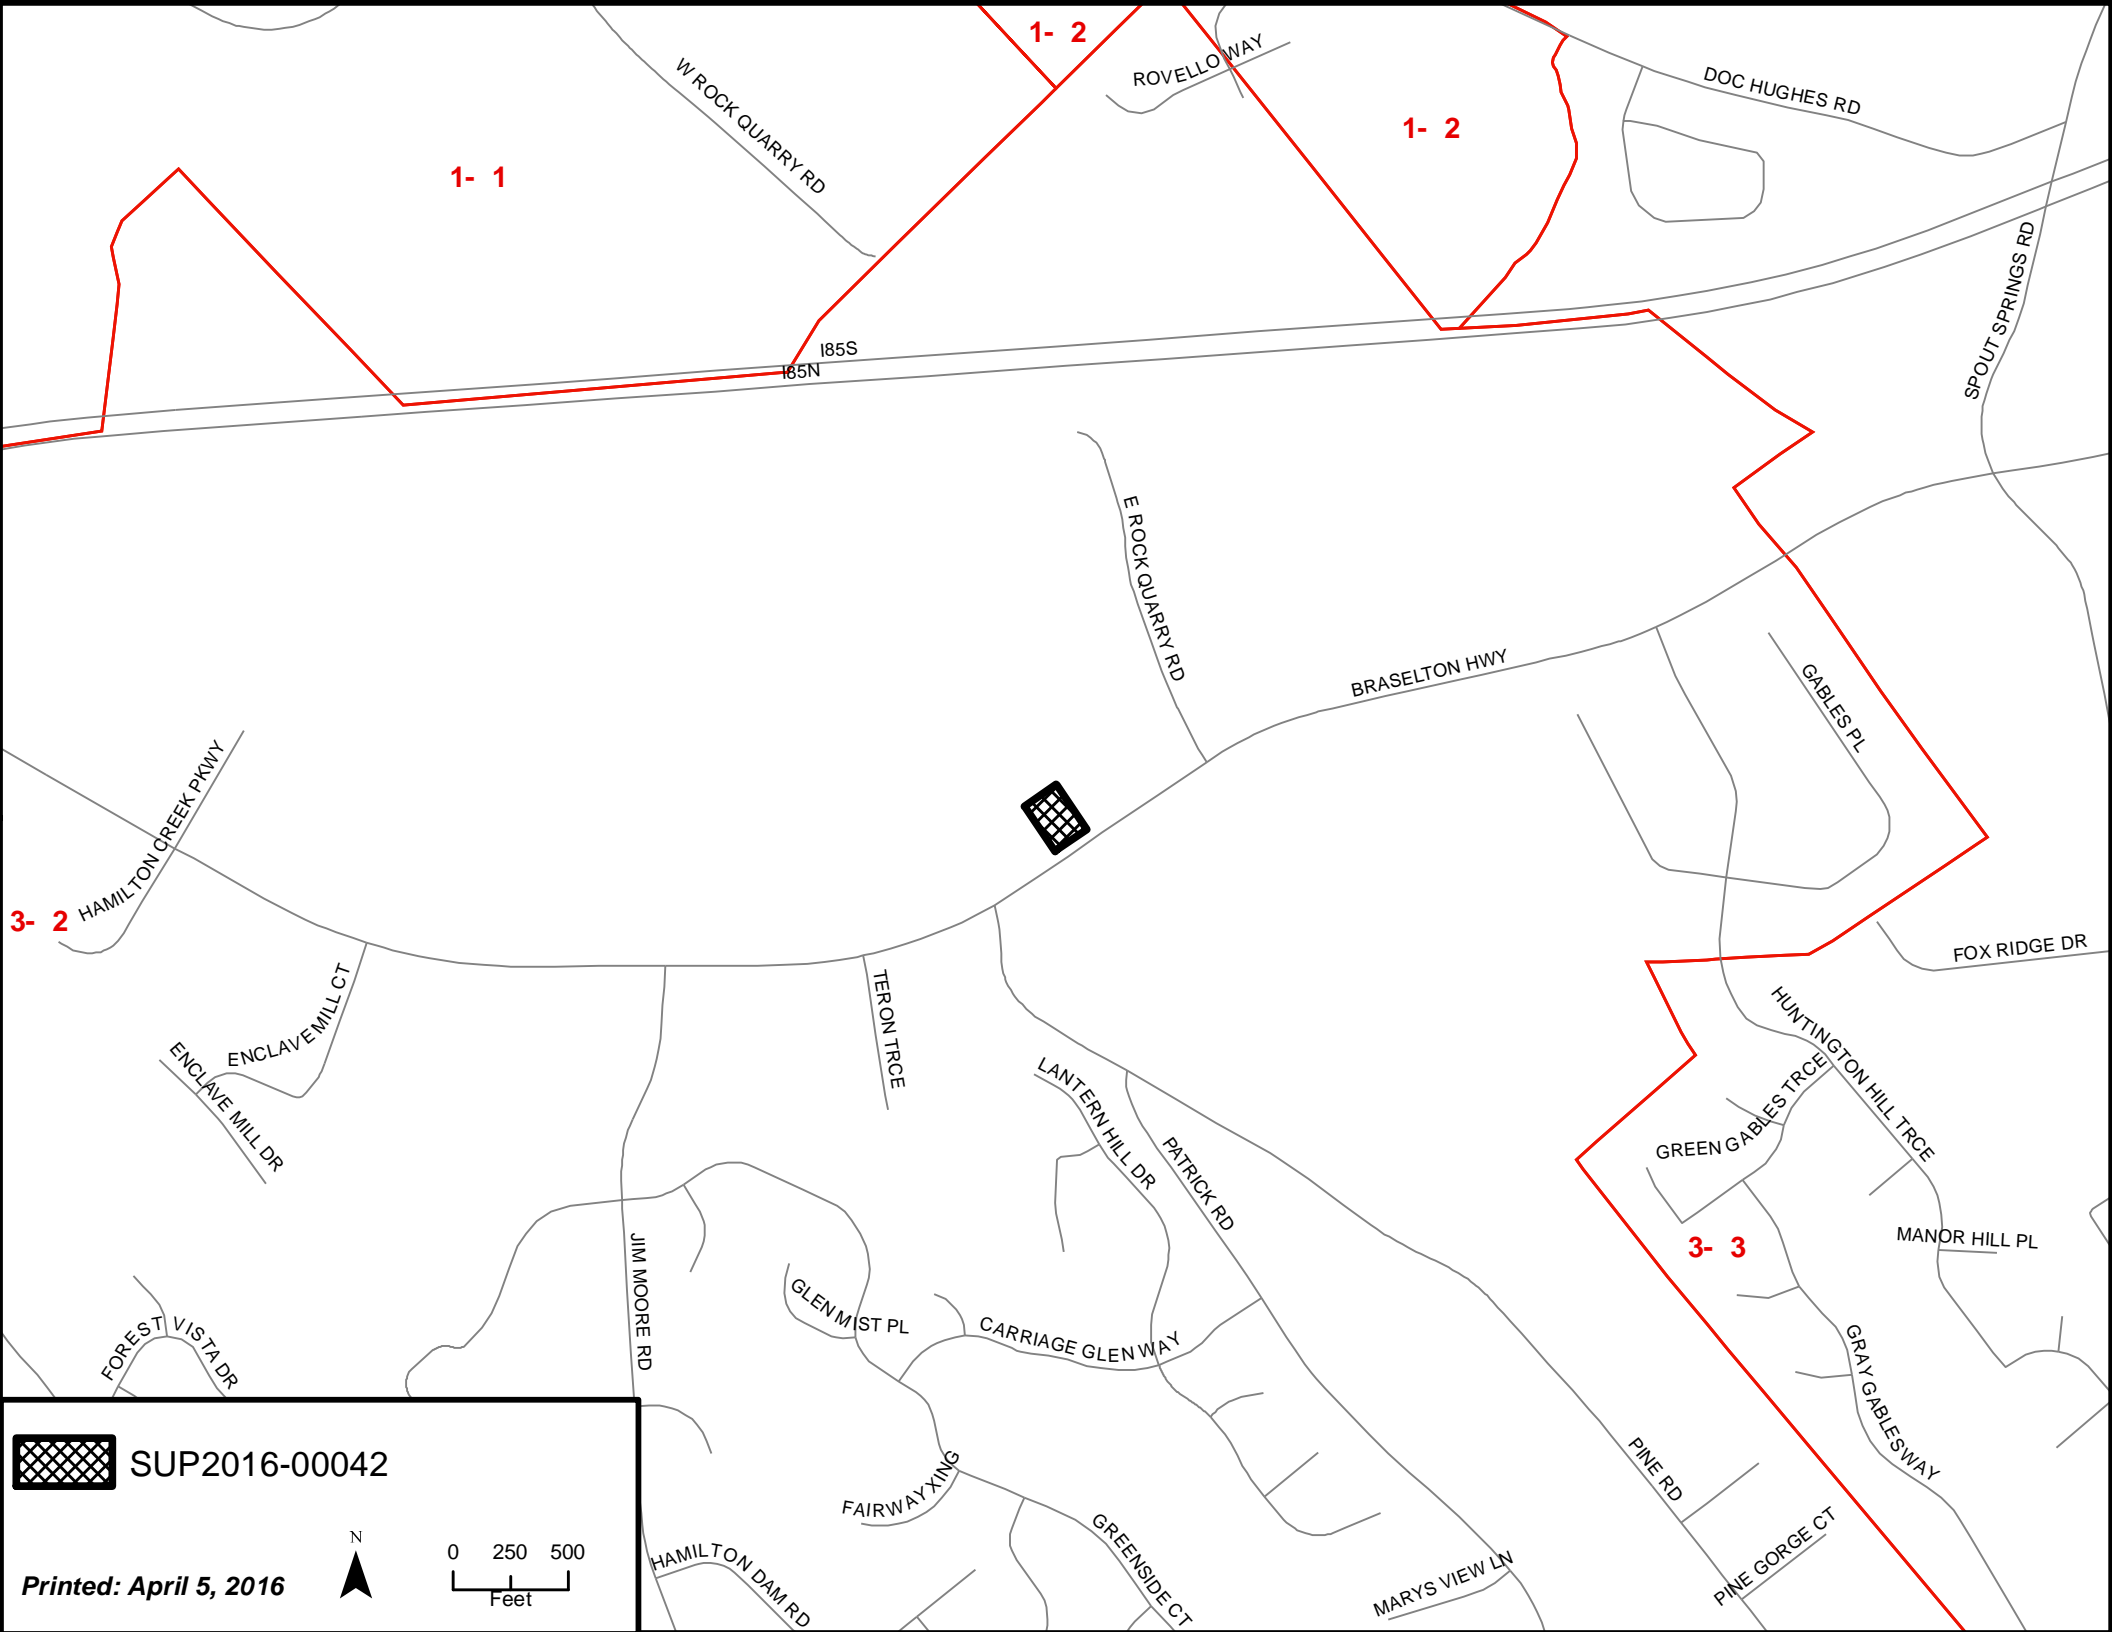 1- 2
ROVELLO WAY
W ROCK QUARRY RD
DOC HUGHES RD
1- 2
1- 1
SPOUT SPRINGS RD
I85S
I85N
E ROCK QUARRY RD
BRASELTON HWY
GABLES PL
HAMILTON CREEK PKWY
3- 2
FOX RIDGE DR
ENCLAVE MILL CT
ENCLAVE MILL DR
TERON TRCE
LANTERN HILL DR
PATRICK RD
HUNTINGTON HILL TRCE
GREEN GABLES TRCE
3- 3
MANOR HILL PL
JIM MOORE RD
GLEN MIST PL
CARRIAGE GLEN WAY
FOREST VISTA DR
GRAY GABLES WAY
FAIRWAY XING
PINE RD
GREENSIDE CT
PINE GORGE CT
HAMILTON DAM RD
MARYS VIEW LN
SUP2016-00042
N
0 250 500
Feet
Printed: April 5, 2016